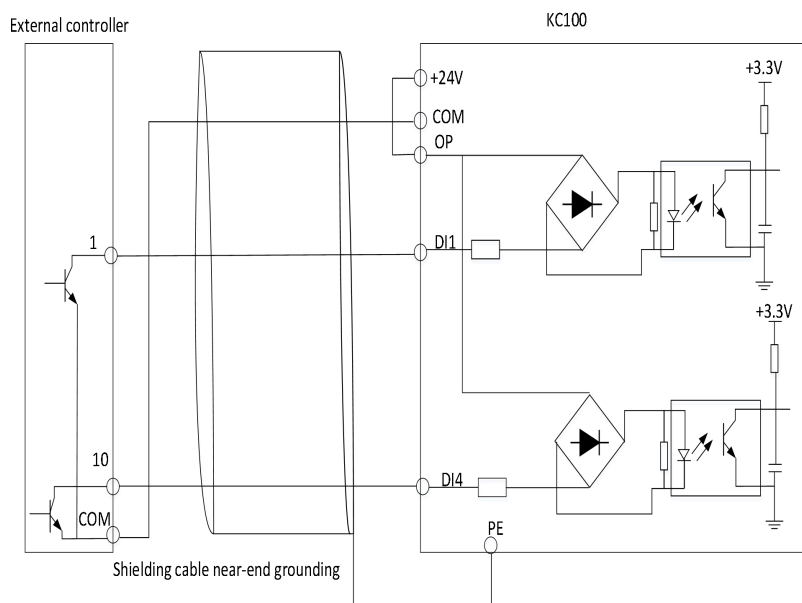 External controller
KC100
+24V
+3.3V
COM
OP
1
DI1
+3.3V
10
DI4
COM
PE
Shielding cable near-end grounding